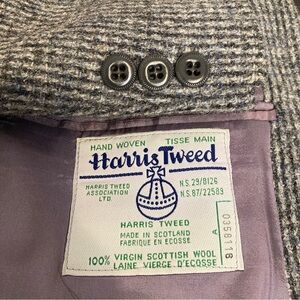 HAND WOVEN TISSE MAIN
Harris Tweed
HARRIS TWEED
ASSOCIATION
LTD.
N.S. 29/8126
N.S. 87/22589
HARRIS TWEED
MADE IN SCOTLAND
FABRIQUE EN ECOSSE
100% VIRGIN SCOTTISH WOOL
LAINE VIERGE D'ECOSSE
A 0358118